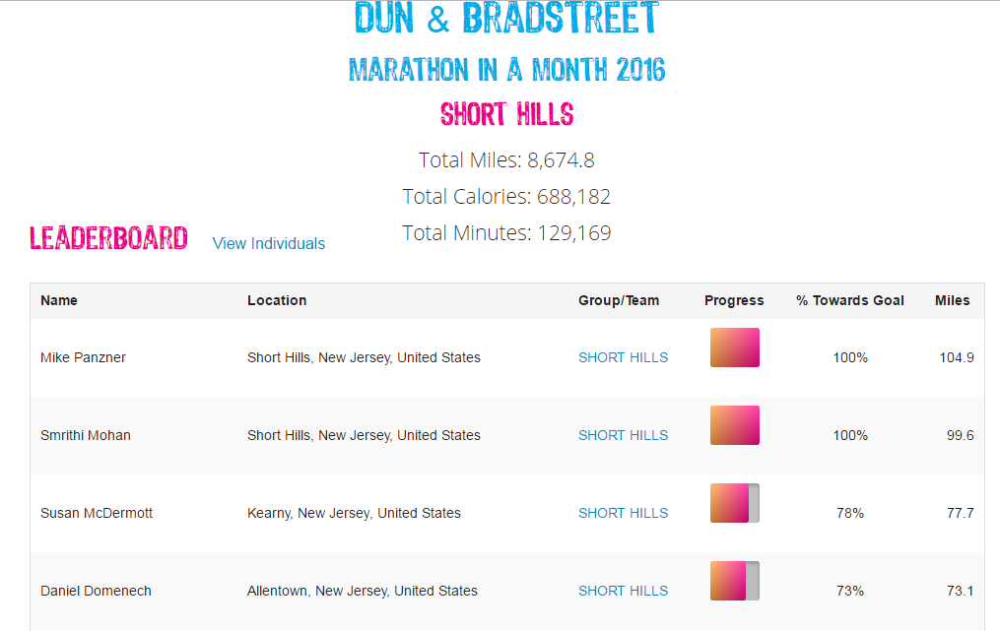 DUN & BRADSTREET
MARATHON IN A MONTH 2016
SHORT HILLS
Total Miles: 8,674.8
Total Calories: 688,182
Total Minutes: 129,169
LEADERBOARD View Individuals
Name Location Group/Team Progress % Towards Goal Miles
Mike Panzner Short Hills, New Jersey, United States SHORT HILLS 100% 104.9
Smrithi Mohan Short Hills, New Jersey, United States SHORT HILLS 100% 99.6
Susan McDermott Kearny, New Jersey, United States SHORT HILLS 78% 77.7
Daniel Domenech Allentown, New Jersey, United States SHORT HILLS 73% 73.1